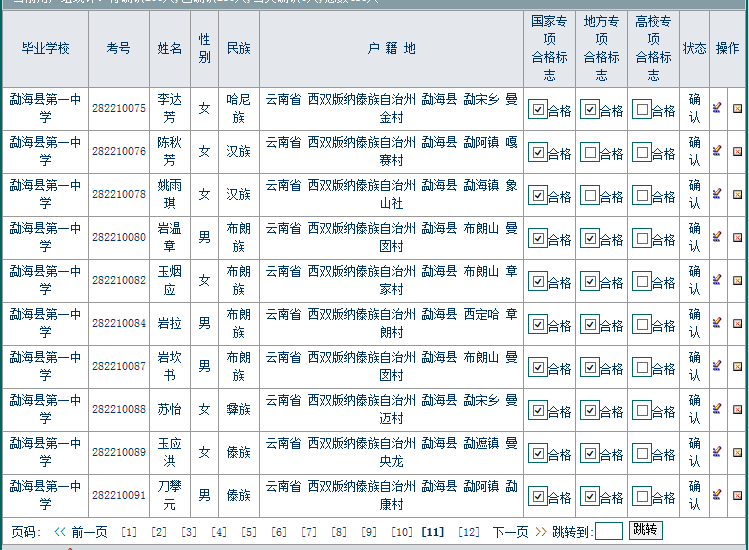 毕业学校 考号 姓名 性别 民族 户 籍 地 国家专项合格标志 地方专项合格标志 高校专项合格标志 状态 操作
勐海县第一中学 282210075 李达芳 女 哈尼族 云南省 西双版纳傣族自治州 勐海县 勐宋乡 曼金村 合格 合格 合格 确认
勐海县第一中学 282210076 陈秋芳 女 汉族 云南省 西双版纳傣族自治州 勐海县 勐阿镇 嘎赛村 合格 合格 合格 确认
勐海县第一中学 282210078 姚雨琪 女 汉族 云南省 西双版纳傣族自治州 勐海县 勐海镇 象山社 合格 合格 合格 确认
勐海县第一中学 282210080 岩温章 男 布朗族 云南省 西双版纳傣族自治州 勐海县 布朗山 曼囡村 合格 合格 合格 确认
勐海县第一中学 282210082 玉烟应 女 布朗族 云南省 西双版纳傣族自治州 勐海县 布朗山 章家村 合格 合格 合格 确认
勐海县第一中学 282210084 岩拉 男 布朗族 云南省 西双版纳傣族自治州 勐海县 西定哈 章朗村 合格 合格 合格 确认
勐海县第一中学 282210087 岩坎书 男 布朗族 云南省 西双版纳傣族自治州 勐海县 布朗山 曼囡村 合格 合格 合格 确认
勐海县第一中学 282210088 苏怡 女 彝族 云南省 西双版纳傣族自治州 勐海县 勐宋乡 曼迈村 合格 合格 合格 确认
勐海县第一中学 282210089 玉应洪 女 傣族 云南省 西双版纳傣族自治州 勐海县 勐遮镇 曼央龙 合格 合格 合格 确认
勐海县第一中学 282210091 刀攀元 男 傣族 云南省 西双版纳傣族自治州 勐海县 勐阿镇 勐康村 合格 合格 合格 确认
页码: << 前一页 [1] [2] [3] [4] [5] [6] [7] [8] [9] [10] [11] [12] 下一页 >> 跳转到: 跳转